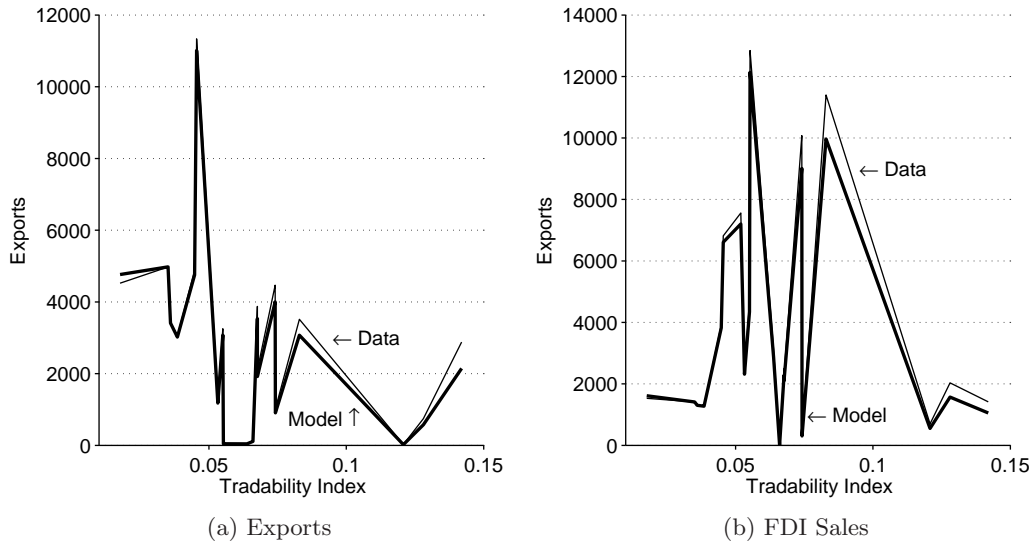 12000
10000
8000
6000
4000
2000
0
0.05
0.1
0.15
Exports
Tradability Index
← Data
Model ↑
(a) Exports
14000
12000
10000
8000
6000
4000
2000
0
0.05
0.1
0.15
Exports
Tradability Index
← Data
← Model
(b) FDI Sales